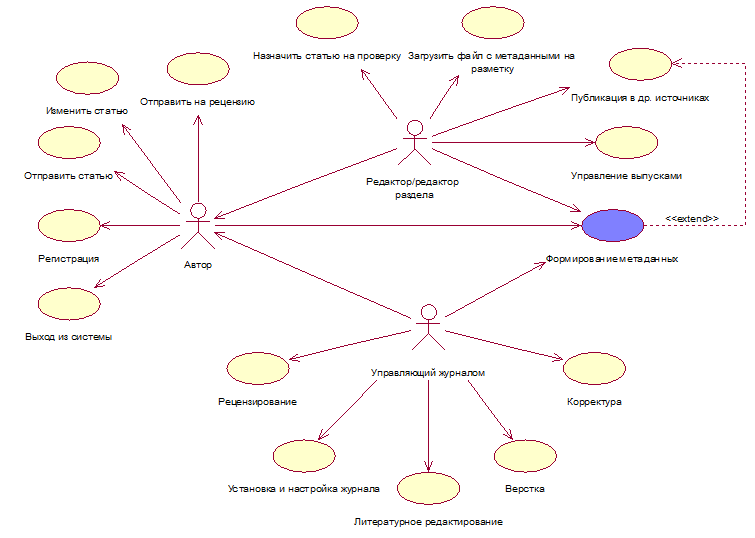 Назначить статью на проверку
Загрузить файл с метаданными на
разметку
Отправить на рецензию
Изменить статью
Публикация в др. источниках
Отправить статью
Редактор/редактор
раздела
Управление выпусками
<<extend>>
Регистрация
Автор
Формирование метаданных
Выход из системы
Управляющий журналом
Рецензирование
Корректура
Установка и настройка журнала
Верстка
Литературное редактирование